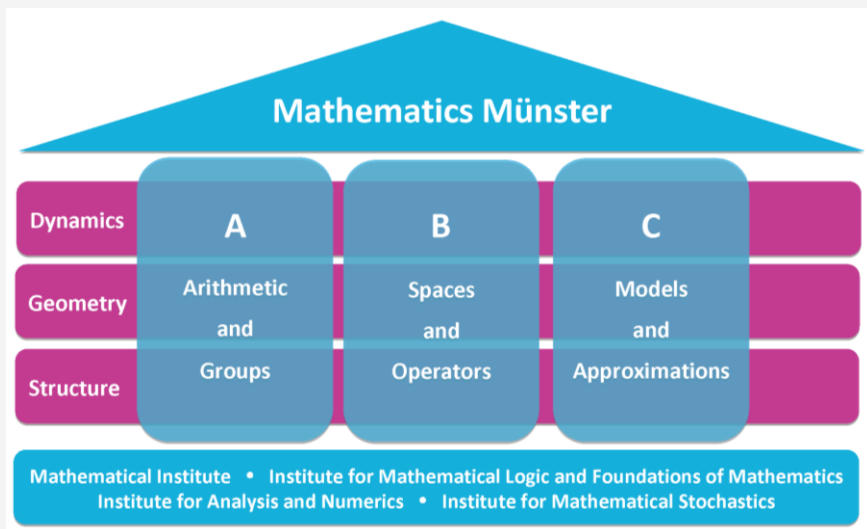 Mathematics Münster
Dynamics
Geometry
Structure
A
Arithmetic
and
Groups
B
Spaces
and
Operators
C
Models
and
Approximations
Mathematical Institute • Institute for Mathematical Logic and Foundations of Mathematics
Institute for Analysis and Numerics • Institute for Mathematical Stochastics